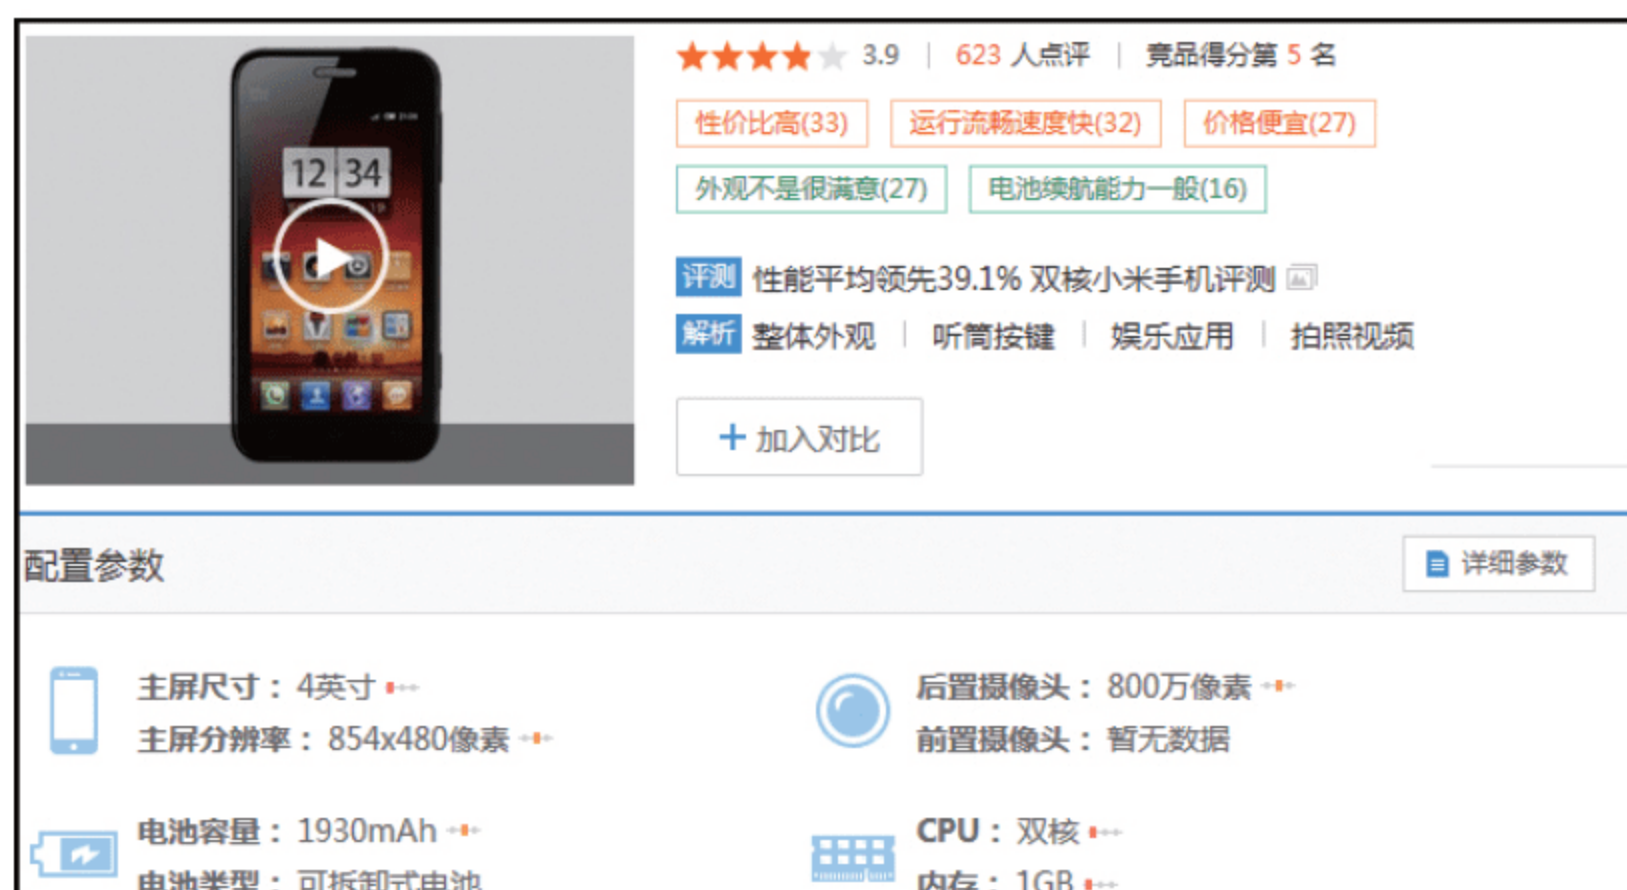 3.9 | 623 人点评 | 竞品得分第 5 名
性价比高(33) 运行流畅速度快(32) 价格便宜(27)
外观不是很满意(27) 电池续航能力一般(16)
12 34
评测 性能平均领先39.1% 双核小米手机评测
解析 整体外观 | 听筒按键 | 娱乐应用 | 拍照视频
+ 加入对比
配置参数 详细参数
主屏尺寸：4英寸
主屏分辨率：854x480像素
后置摄像头：800万像素
前置摄像头：暂无数据
电池容量：1930mAh
电池类型：可拆卸式电池
CPU：双核
内存：1GB